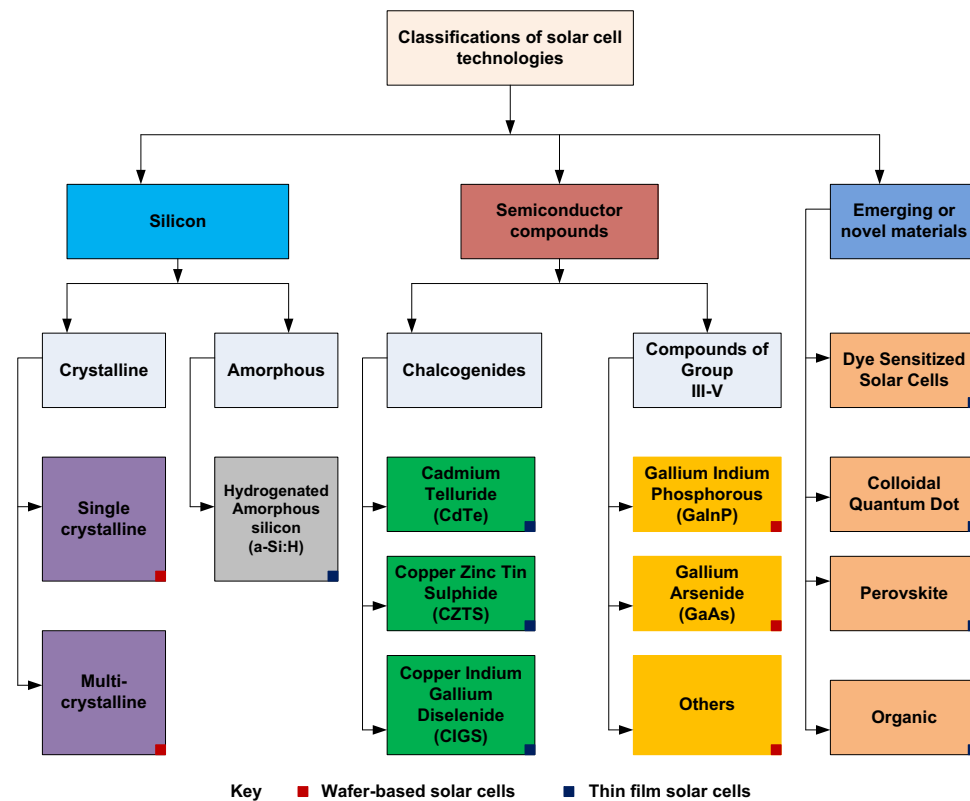 Classifications of solar cell
technologies
Silicon
Semiconductor
compounds
Emerging or
novel materials
Crystalline
Amorphous
Chalcogenides
Compounds of
Group
III-V
Dye Sensitized
Solar Cells
Single
crystalline
Hydrogenated
Amorphous
silicon
(a-Si:H)
Cadmium
Telluride
(CdTe)
Gallium Indium
Phosphorous
(GaInP)
Colloidal
Quantum Dot
Copper Zinc Tin
Sulphide
(CZTS)
Gallium
Arsenide
(GaAs)
Perovskite
Multi-
crystalline
Copper Indium
Gallium
Diselenide
(CIGS)
Others
Organic
Key Wafer-based solar cells Thin film solar cells